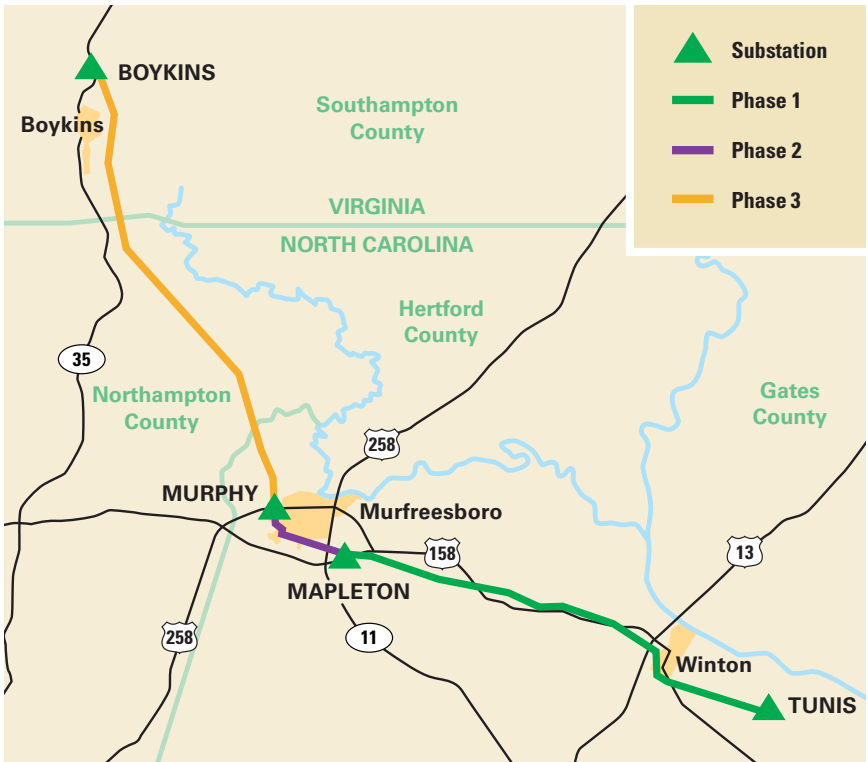 BOYKINS
Boykins
Southampton
County
VIRGINIA
NORTH CAROLINA
Hertford
County
35
Northampton
County
258
Gates
County
MURPHY
Murfreesboro
158
13
MAPLETON
258
11
Winton
TUNIS
Substation
Phase 1
Phase 2
Phase 3